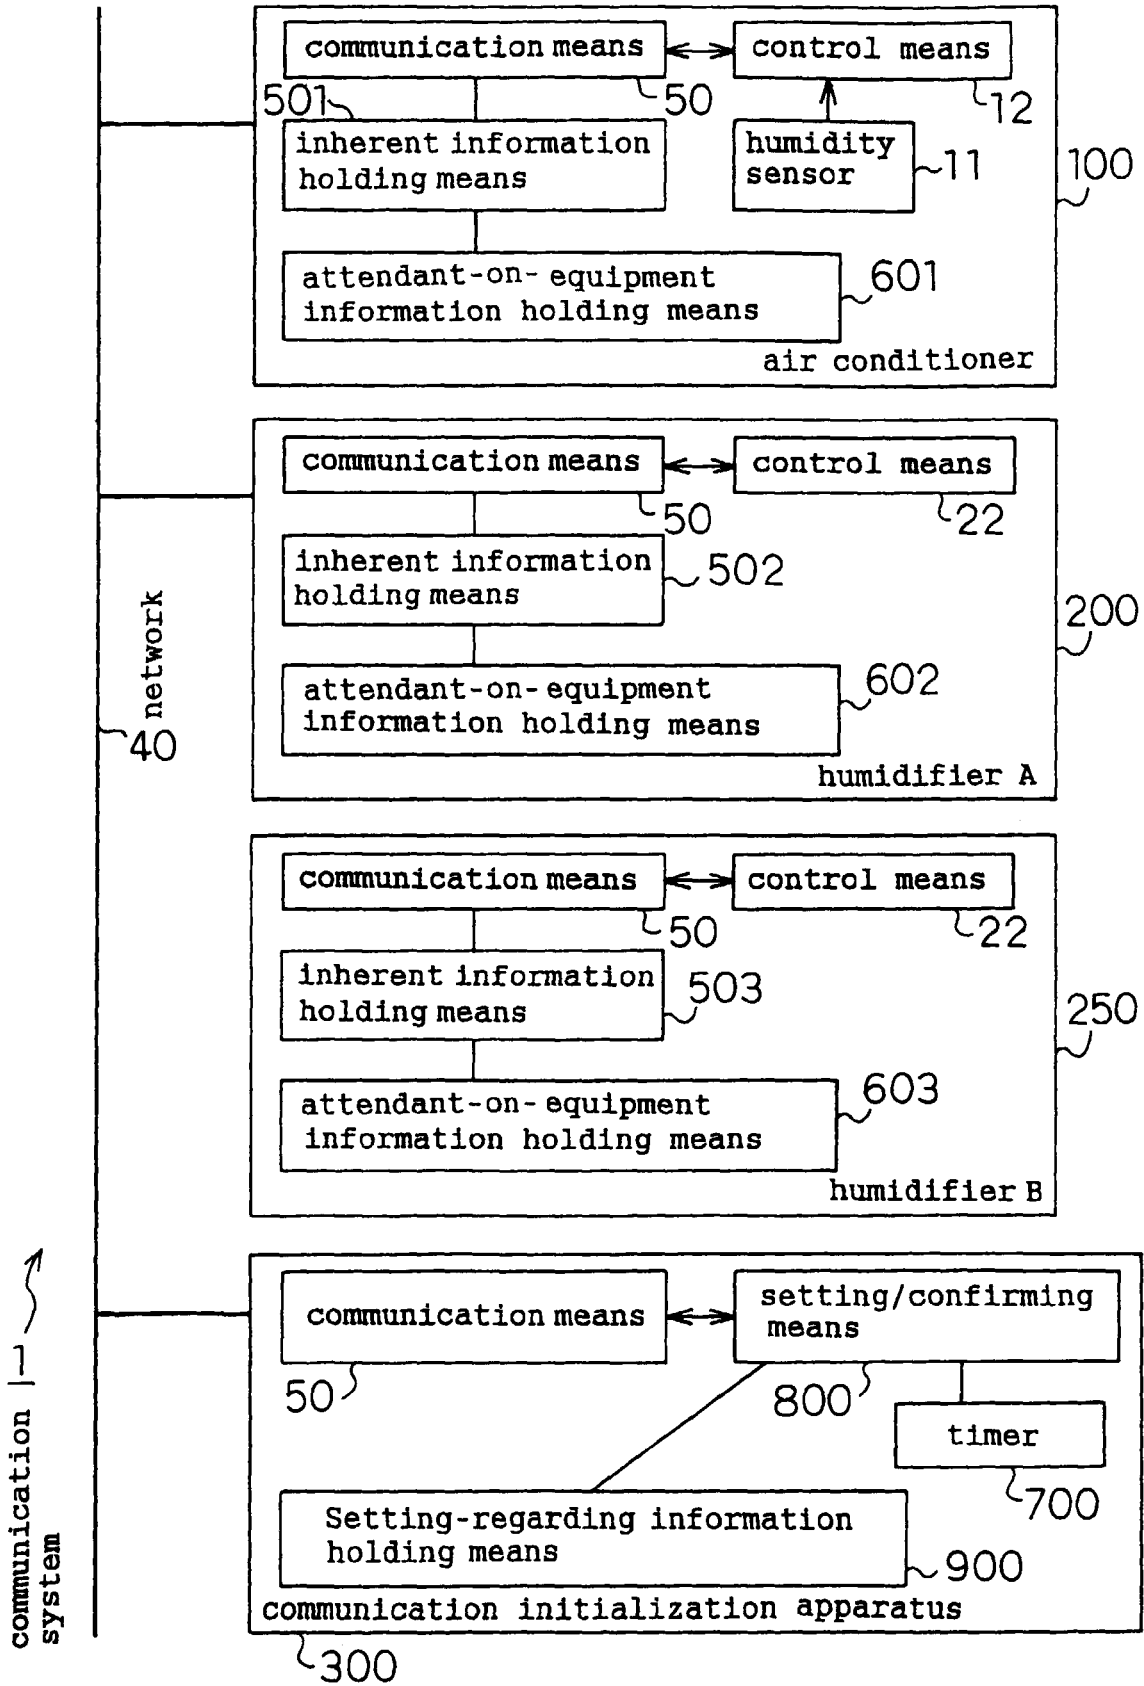 communication means
control means
50
12
501
inherent information
holding means
humidity
sensor
11
100
attendant-on-equipment
information holding means
601
air conditioner
communication means
control means
50
22
inherent information
holding means
502
200
attendant-on-equipment
information holding means
602
humidifier A
network
40
communication means
control means
50
22
inherent information
holding means
503
250
attendant-on-equipment
information holding means
603
humidifier B
communication means
setting/confirming
means
50
800
timer
700
Setting-regarding information
holding means
900
communication initialization apparatus
300
communication
system
1